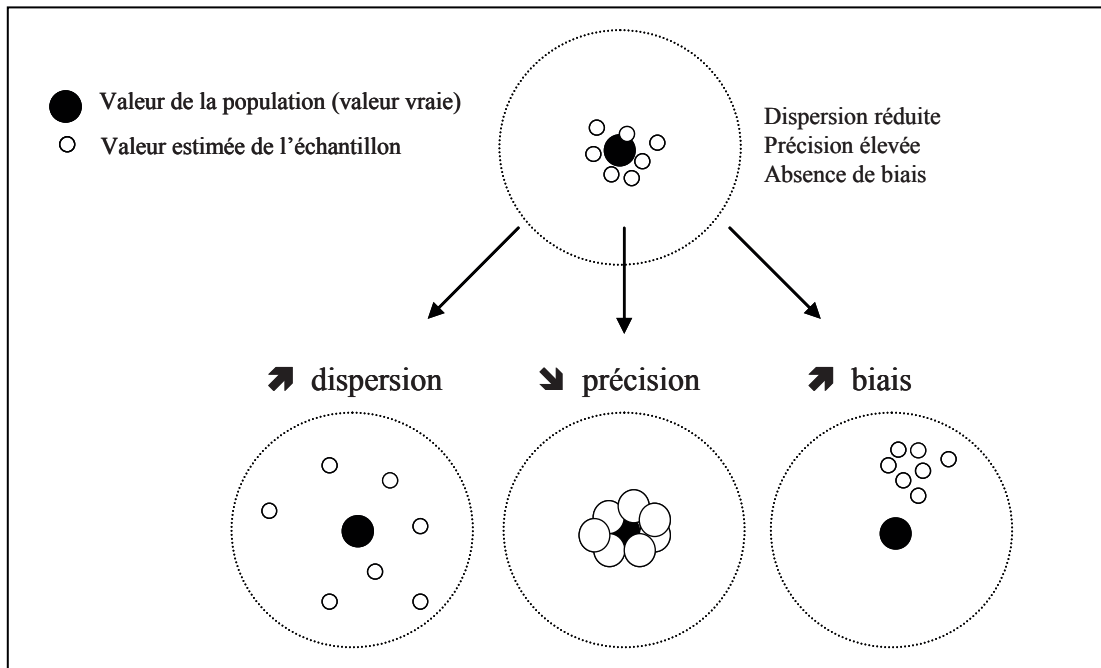 Valeur de la population (valeur vraie)
Valeur estimée de l'échantillon
Dispersion réduite
Précision élevée
Absence de biais
dispersion
précision
biais